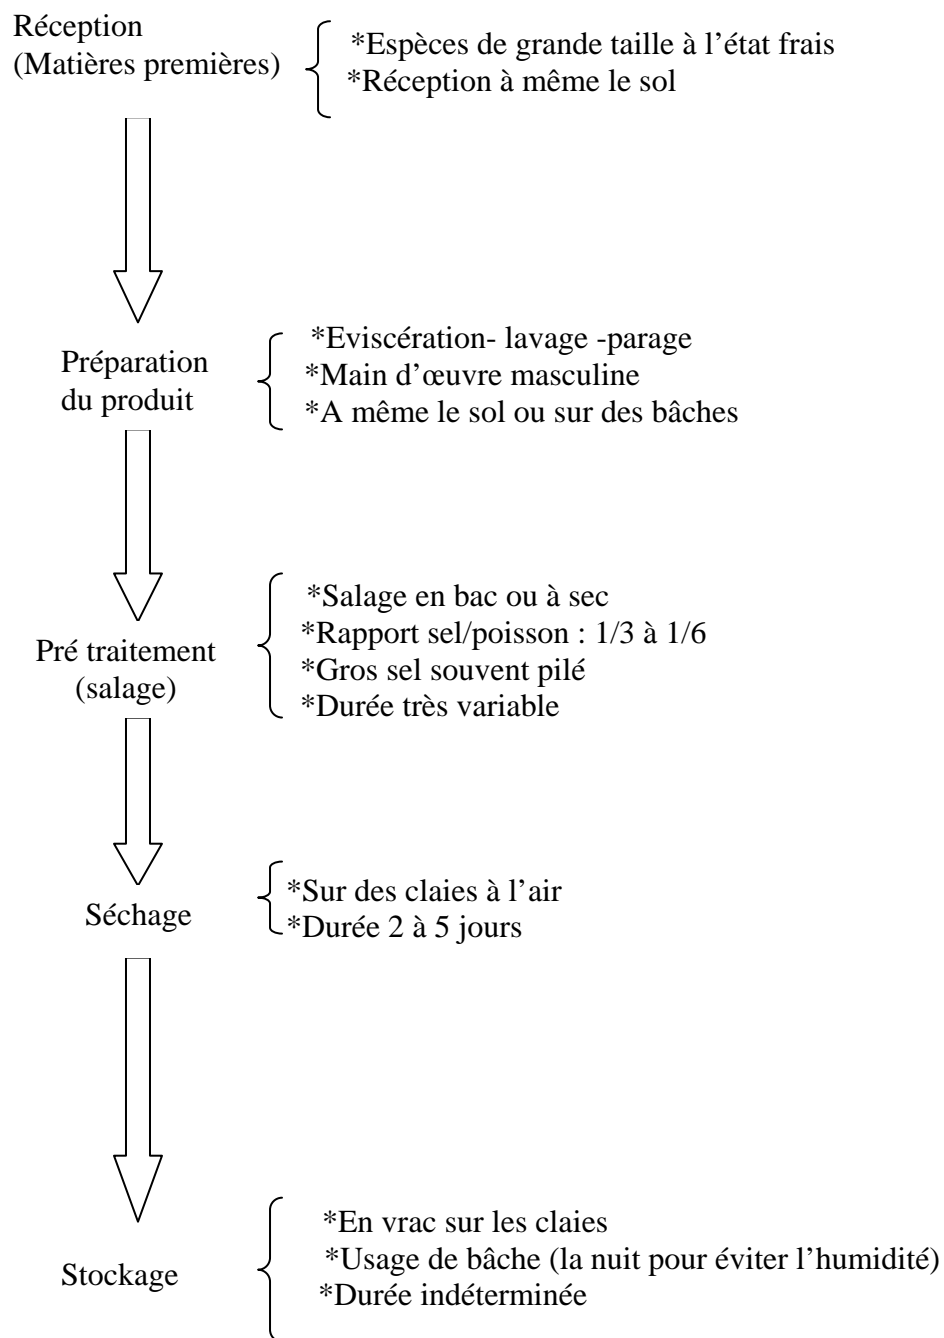 Réception
(Matières premières)
*Espèces de grande taille à l’état frais
*Réception à même le sol
Préparation
du produit
*Eviscération- lavage -parage
*Main d’œuvre masculine
*A même le sol ou sur des bâches
Pré traitement
(salage)
*Salage en bac ou à sec
*Rapport sel/poisson : 1/3 à 1/6
*Gros sel souvent pilé
*Durée très variable
Séchage
*Sur des claies à l’air
*Durée 2 à 5 jours
Stockage
*En vrac sur les claies
*Usage de bâche (la nuit pour éviter l’humidité)
*Durée indéterminée